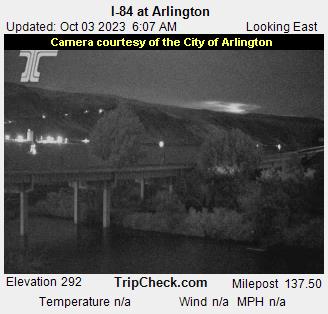 I-84 at Arlington
Updated: Oct 03 2023 6:07 AM Looking East
Camera courtesy of the City of Arlington
Elevation 292 TripCheck.com Milepost 137.50
Temperature n/a Wind n/a MPH n/a